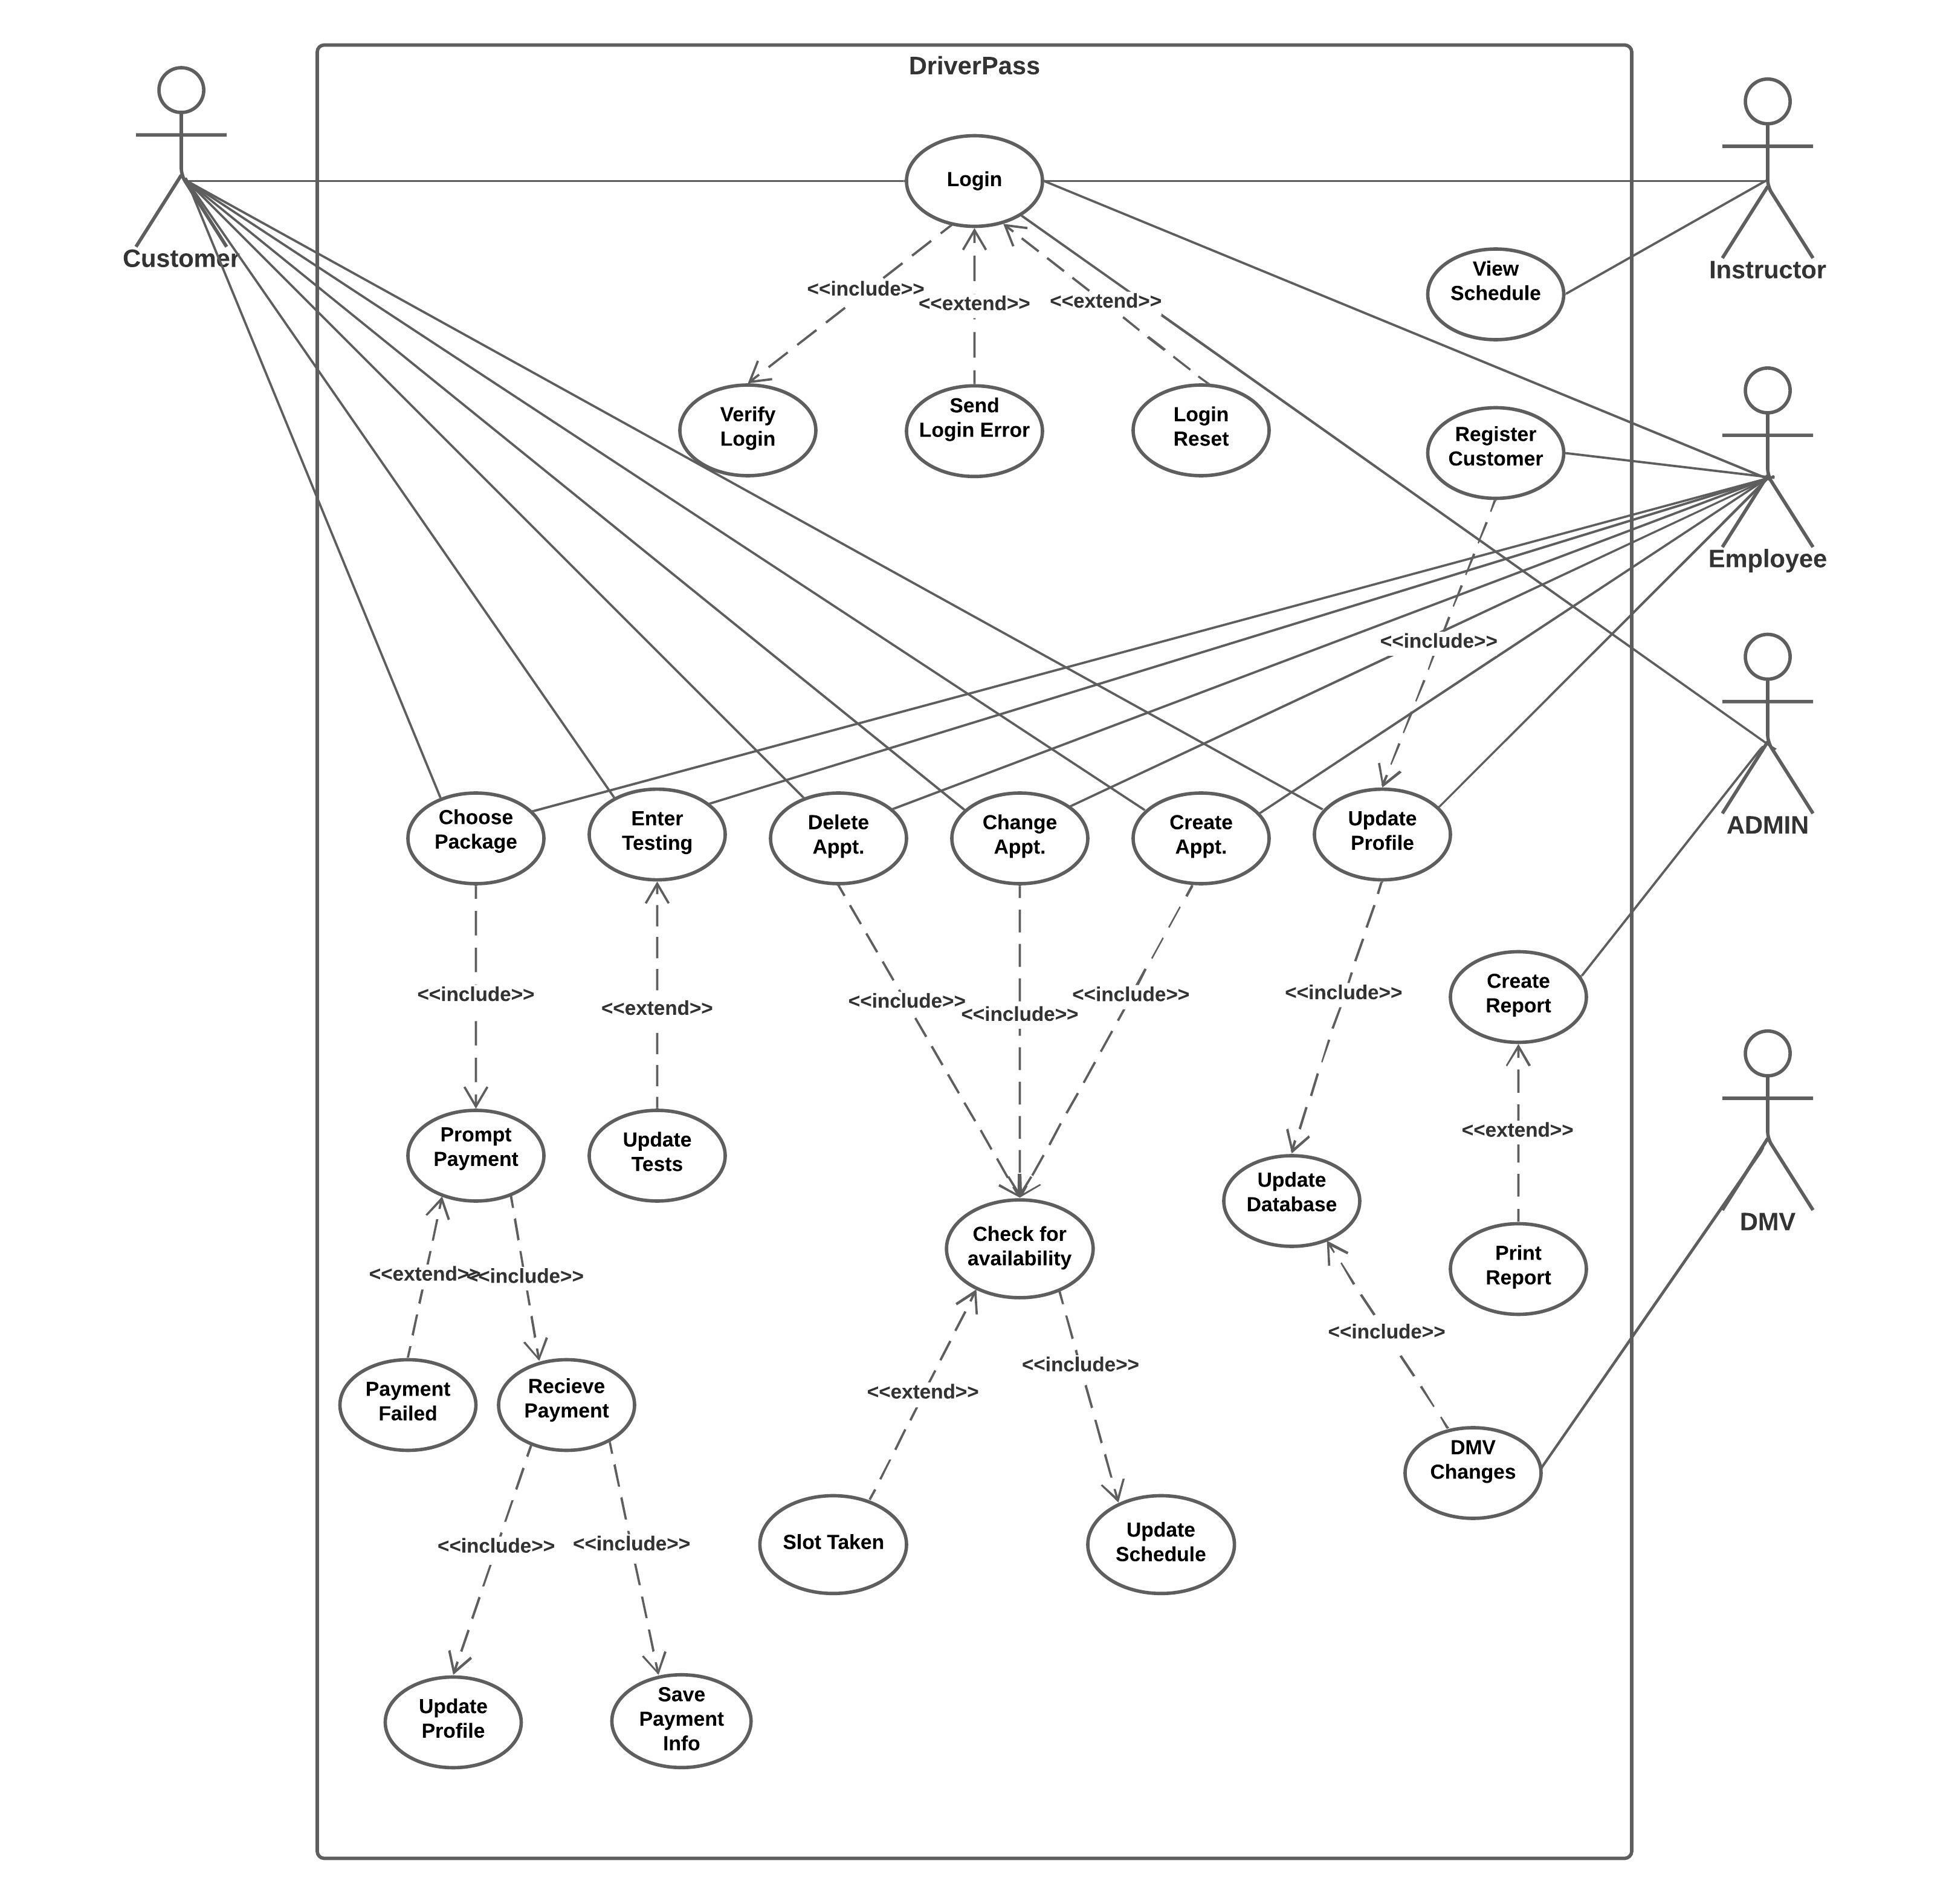 DriverPass
Customer
Login
Instructor
View
Schedule
<<include>>
<<extend>>
<<extend>>
Verify
Login
Send
Login Error
Login
Reset
Register
Customer
Employee
<<include>>
Choose
Package
Enter
Testing
Delete
Appt.
Change
Appt.
Create
Appt.
Update
Profile
ADMIN
<<include>>
<<extend>>
<<include>>
<<include>>
<<include>>
<<include>>
Create
Report
Prompt
Payment
Update
Tests
<<extend>>
Update
Database
DMV
Check for
availability
Print
Report
<<extend>>
<<include>>
<<include>>
<<include>>
<<extend>>
Payment
Failed
Recieve
Payment
DMV
Changes
<<include>>
<<include>>
Slot Taken
Update
Schedule
Update
Profile
Save
Payment
Info